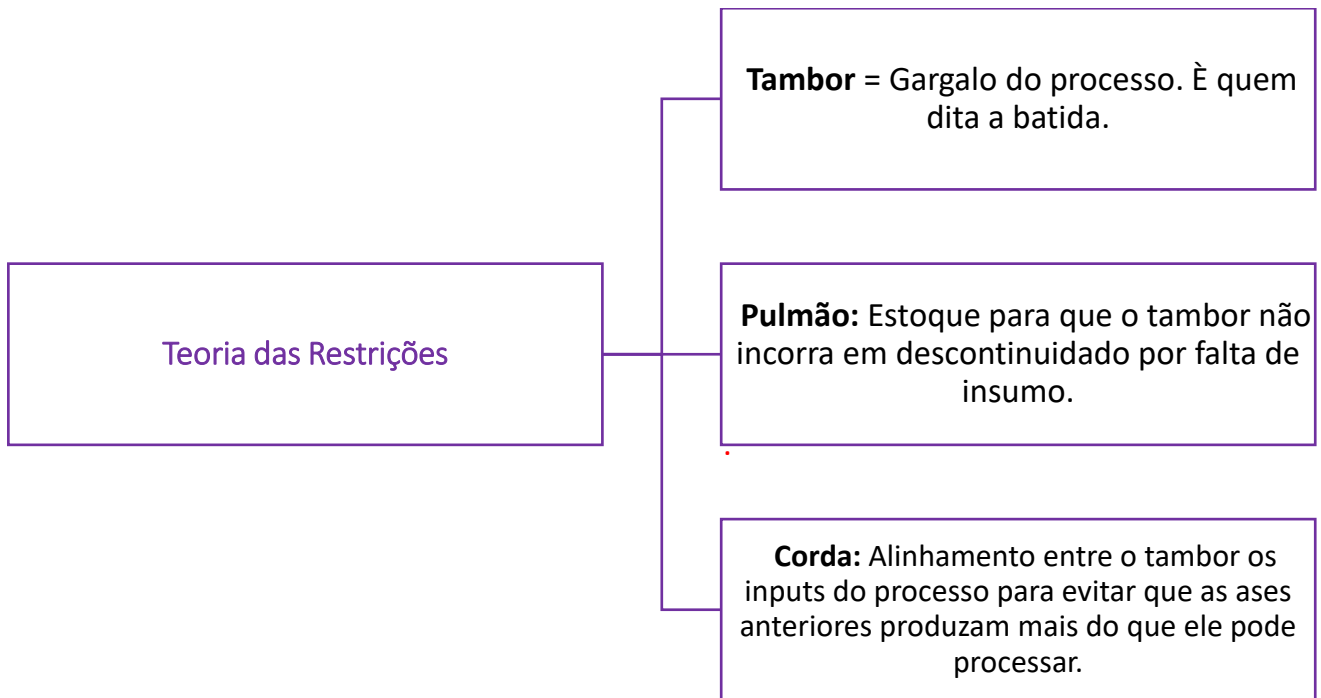 Tambor = Gargalo do processo. È quem
dita a batida.
Teoria das Restrições
Pulmão: Estoque para que o tambor não
incorra em descontinuidado por falta de
insumo.
Corda: Alinhamento entre o tambor os
inputs do processo para evitar que as ases
anteriores produzam mais do que ele pode
processar.